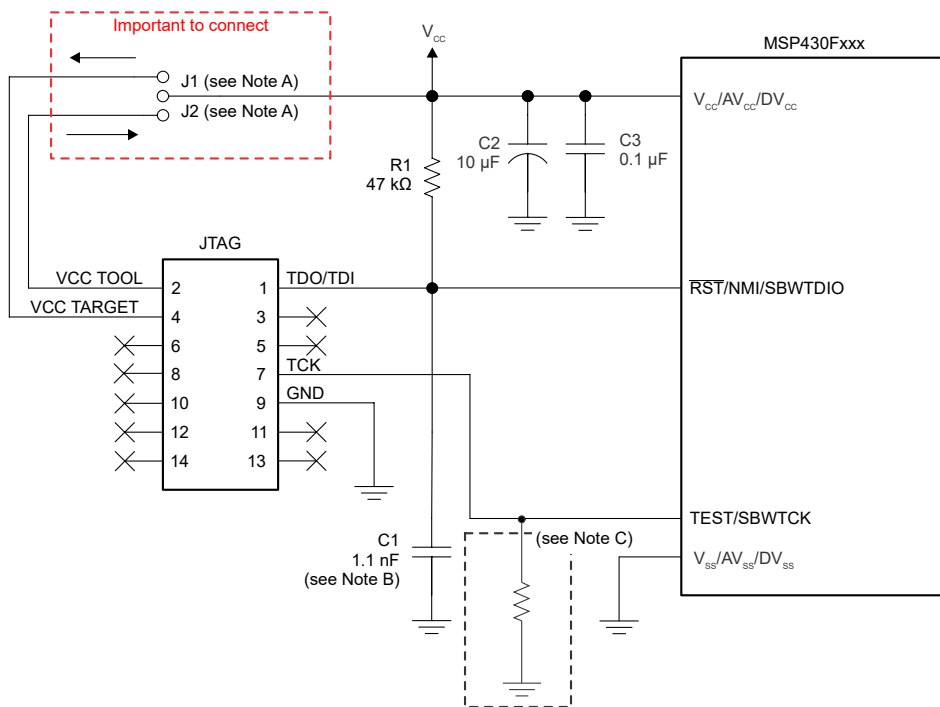 Important to connect
J1 (see Note A)
J2 (see Note A)
VCC
MSP430Fxxx
VCC/AVCC/DVCC
C2
10 µF
C3
0.1 µF
R1
47 kΩ
JTAG
VCC TOOL
VCC TARGET
2
4
6
8
10
12
14
1
3
5
7
9
11
13
TDO/TDI
TCK
GND
R̅S̅T̅/NMI/SBWTDIO
C1
1.1 nF
(see Note B)
(see Note C)
TEST/SBWTCK
VSS/AVSS/DVSS